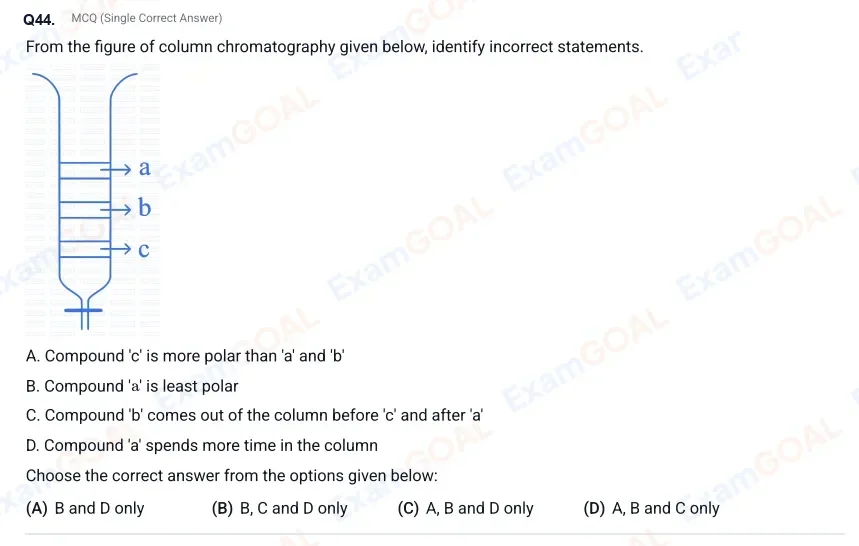 Q44. MCQ (Single Correct Answer)
From the figure of column chromatography given below, identify incorrect statements.
a
b
c
A. Compound 'c' is more polar than 'a' and 'b'
B. Compound 'a' is least polar
C. Compound 'b' comes out of the column before 'c' and after 'a'
D. Compound 'a' spends more time in the column
Choose the correct answer from the options given below:
(A) B and D only (B) B, C and D only (C) A, B and D only (D) A, B and C only
ExamGOAL